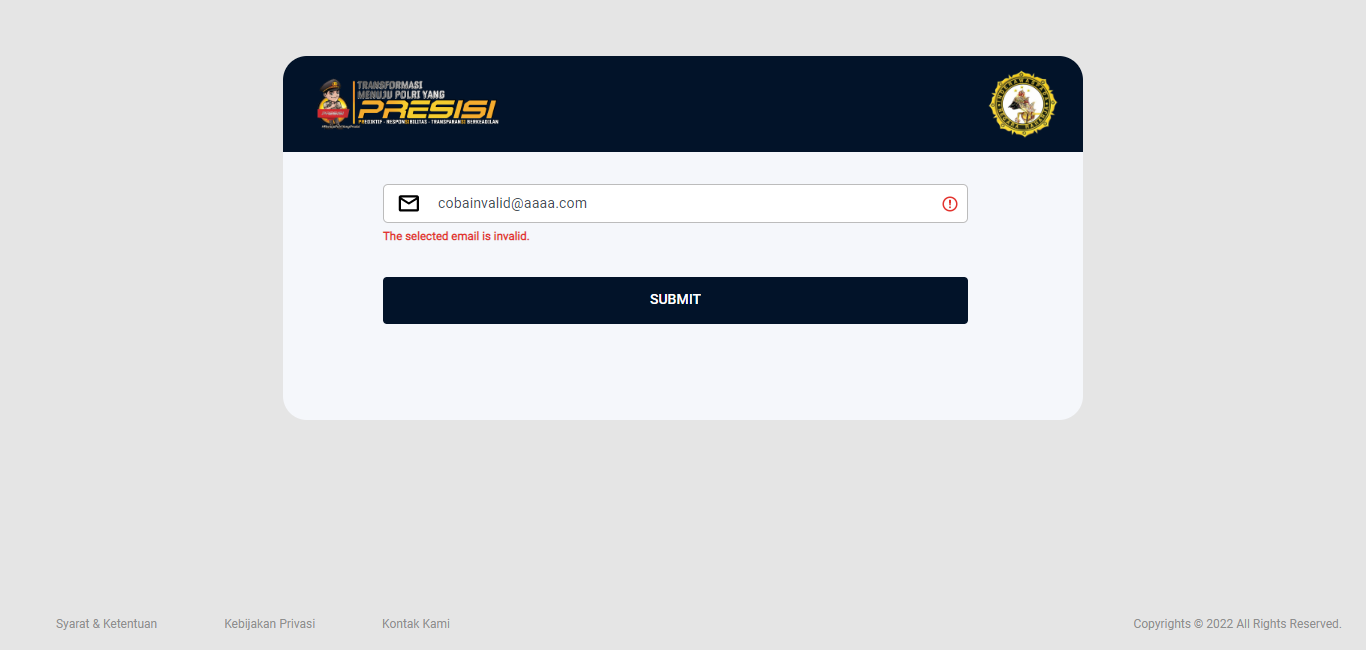 TRANSFORMASI
MENUJU POLRI YANG
PRESISI
PREDIKTIF - RESPONSIBILITAS - TRANSPARANSI BERKEADILAN
cobainvalid@aaaa.com
The selected email is invalid.
SUBMIT
Syarat & Ketentuan
Kebijakan Privasi
Kontak Kami
Copyrights © 2022 All Rights Reserved.